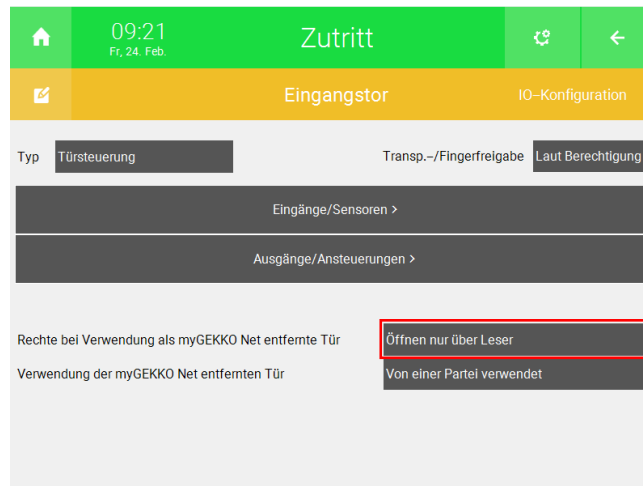 09:21
Fr, 24. Feb.
Zutritt
Eingangstor
IO-Konfiguration
Typ Türsteuerung Transp.-/Fingerfreigabe Laut Berechtigung
Eingänge/Sensoren >
Ausgänge/Ansteuerungen >
Rechte bei Verwendung als myGEKKO Net entfernte Tür Öffnen nur über Leser
Verwendung der myGEKKO Net entfernten Tür Von einer Partei verwendet